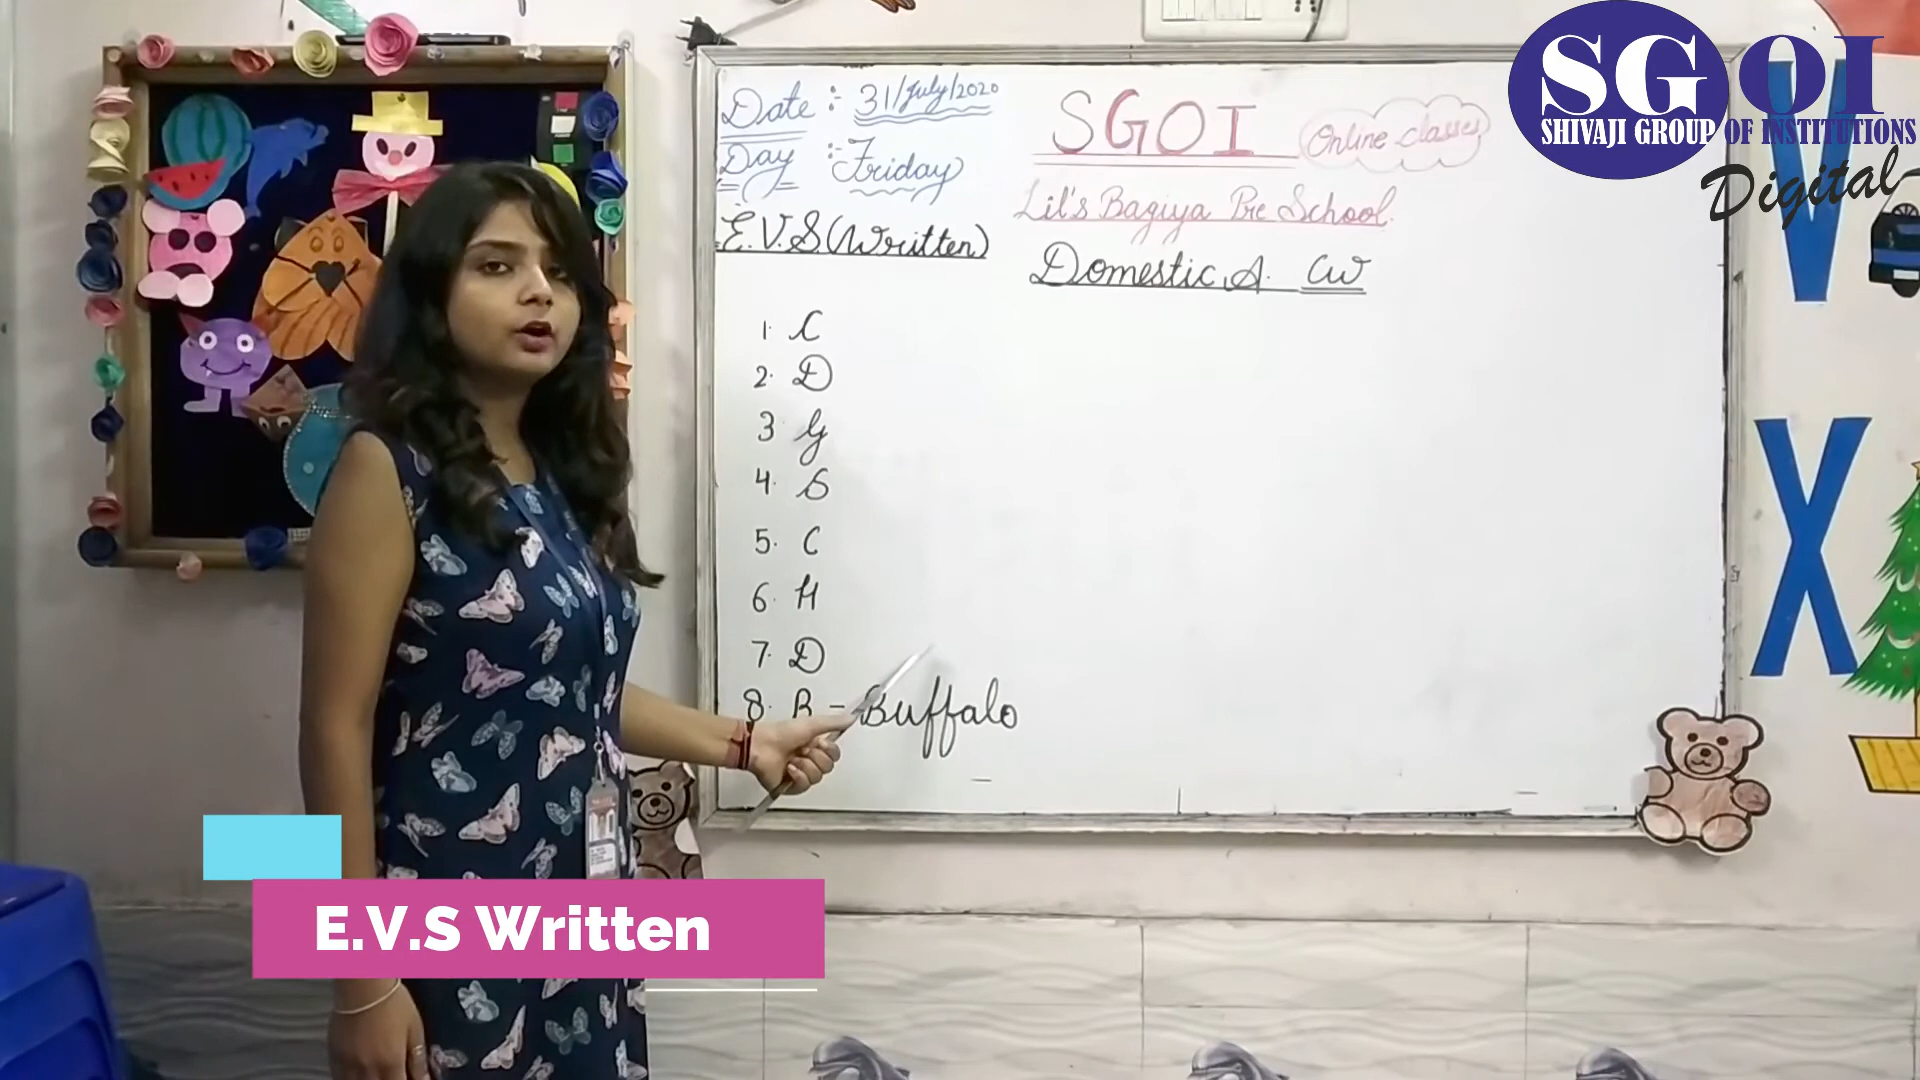 Date :- 31/July/2020
Day :- Friday
E.V.S.(Written)
SGOI
Online classes
Lil's Bagiya Pre School.
Domestic A. CW
1. C
2. D
3 G
4. S
5. C
6. H
7. D
8. B - Buffalo
SGOI
SHIVAJI GROUP OF INSTITUTIONS
Digital
V
X
E.V.S Written